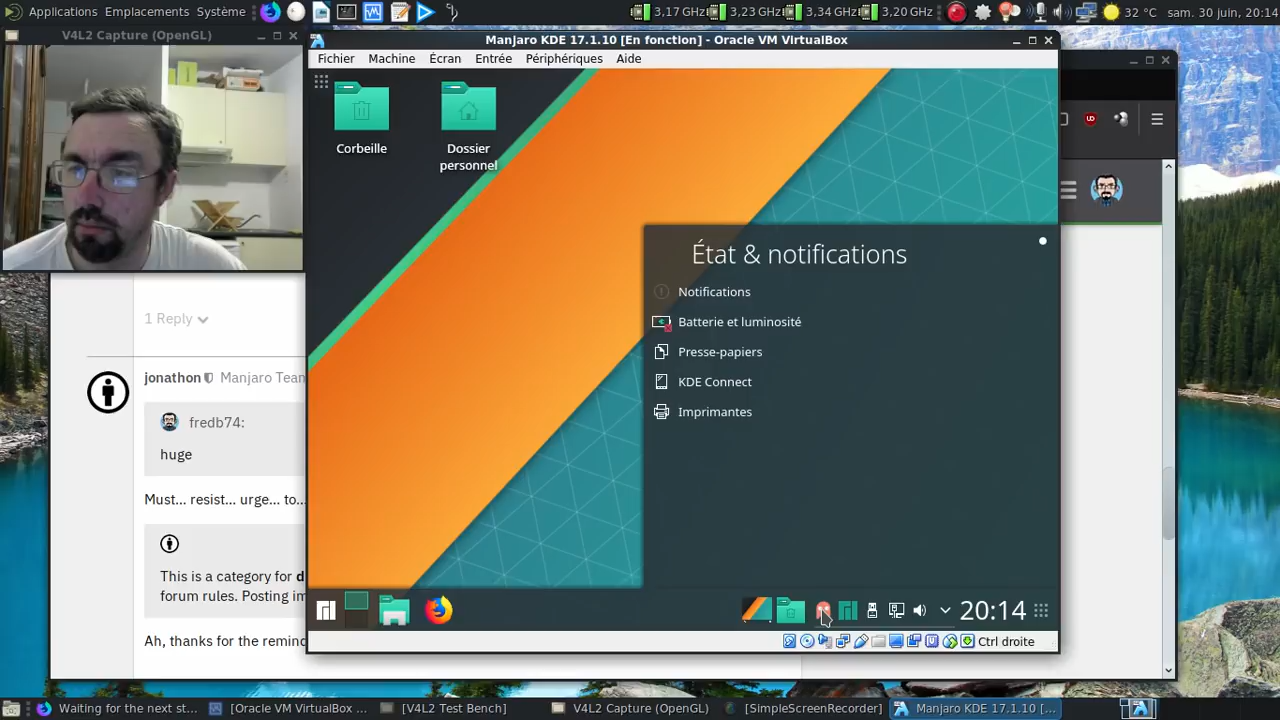 Applications Emplacements Système 3,17 GHz 3,23 GHz 3,34 GHz 3,20 GHz 32 °C sam. 30 juin, 20:14
V4L2 Capture (OpenGL)
Manjaro KDE 17.1.10 [En fonction] - Oracle VM VirtualBox
Fichier Machine Écran Entrée Périphériques Aide
Corbeille
Dossier personnel
État & notifications
Notifications
Batterie et luminosité
Presse-papiers
KDE Connect
Imprimantes
1 Reply
jonathon Manjaro Team
fredb74:
huge
Must... resist... urge... to...
This is a category for
forum rules. Posting
Ah, thanks for the
20:14
Ctrl droite
Waiting for the next st... [Oracle VM VirtualBox ... [V4L2 Test Bench] V4L2 Capture (OpenGL) [SimpleScreenRecorder] Manjaro KDE 17.1.10 [...